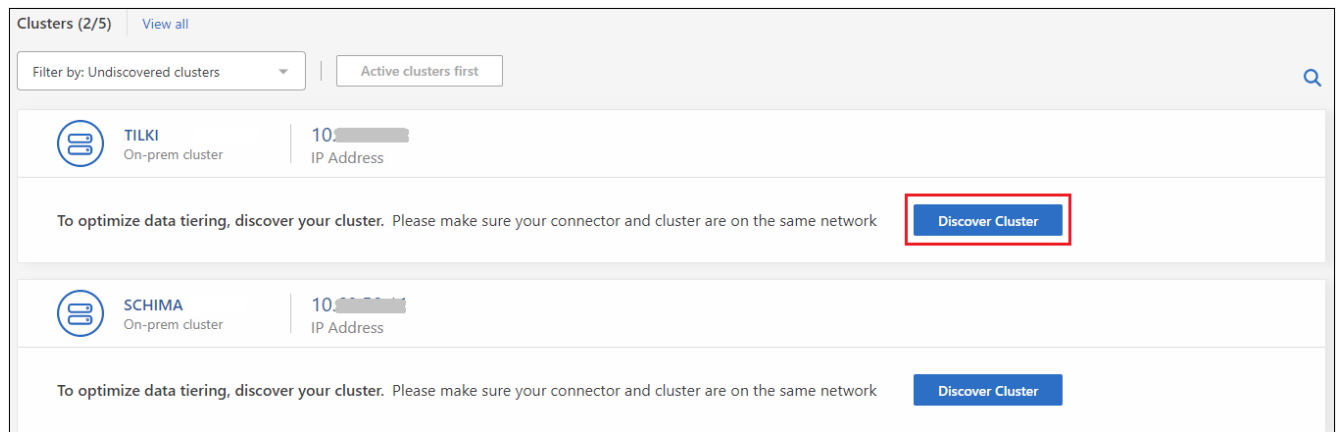 Clusters (2/5) View all
Filter by: Undiscovered clusters Active clusters first
TILKI 10.
On-prem cluster IP Address
To optimize data tiering, discover your cluster. Please make sure your connector and cluster are on the same network Discover Cluster
SCHIMA 10.
On-prem cluster IP Address
To optimize data tiering, discover your cluster. Please make sure your connector and cluster are on the same network Discover Cluster